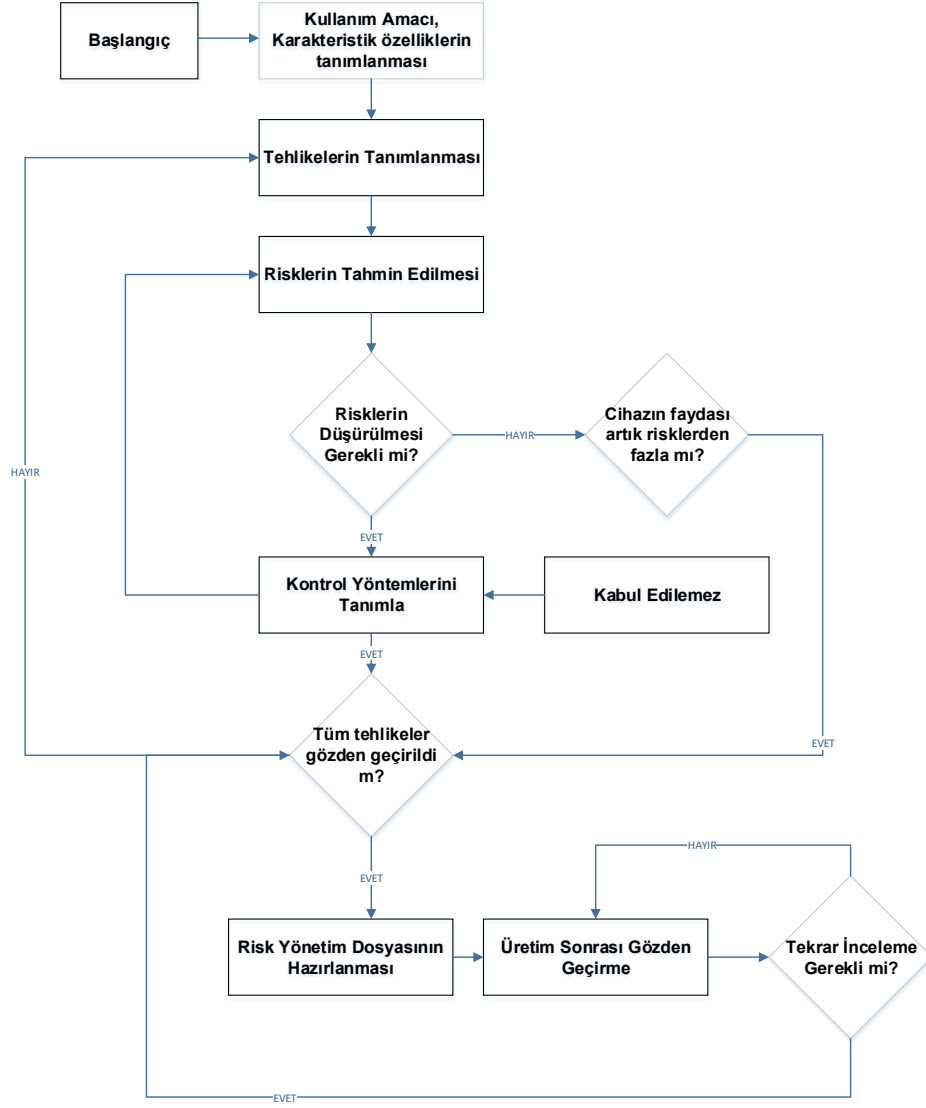 Başlangıç
Kullanım Amacı,
Karakteristik özelliklerin
tanımlanması
Tehlikelerin Tanımlanması
Risklerin Tahmin Edilmesi
Risklerin
Düşürülmesi
Gerekli mi?
HAYIR
Cihazın faydası
artık risklerden
fazla mı?
HAYIR
EVET
Kontrol Yöntemlerini
Tanımla
Kabul Edilemez
EVET
Tüm tehlikeler
gözden geçirildi
m?
EVET
HAYIR
EVET
Risk Yönetim Dosyasının
Hazırlanması
Üretim Sonrası Gözden
Geçirme
Tekrar İnceleme
Gerekli mi?
EVET